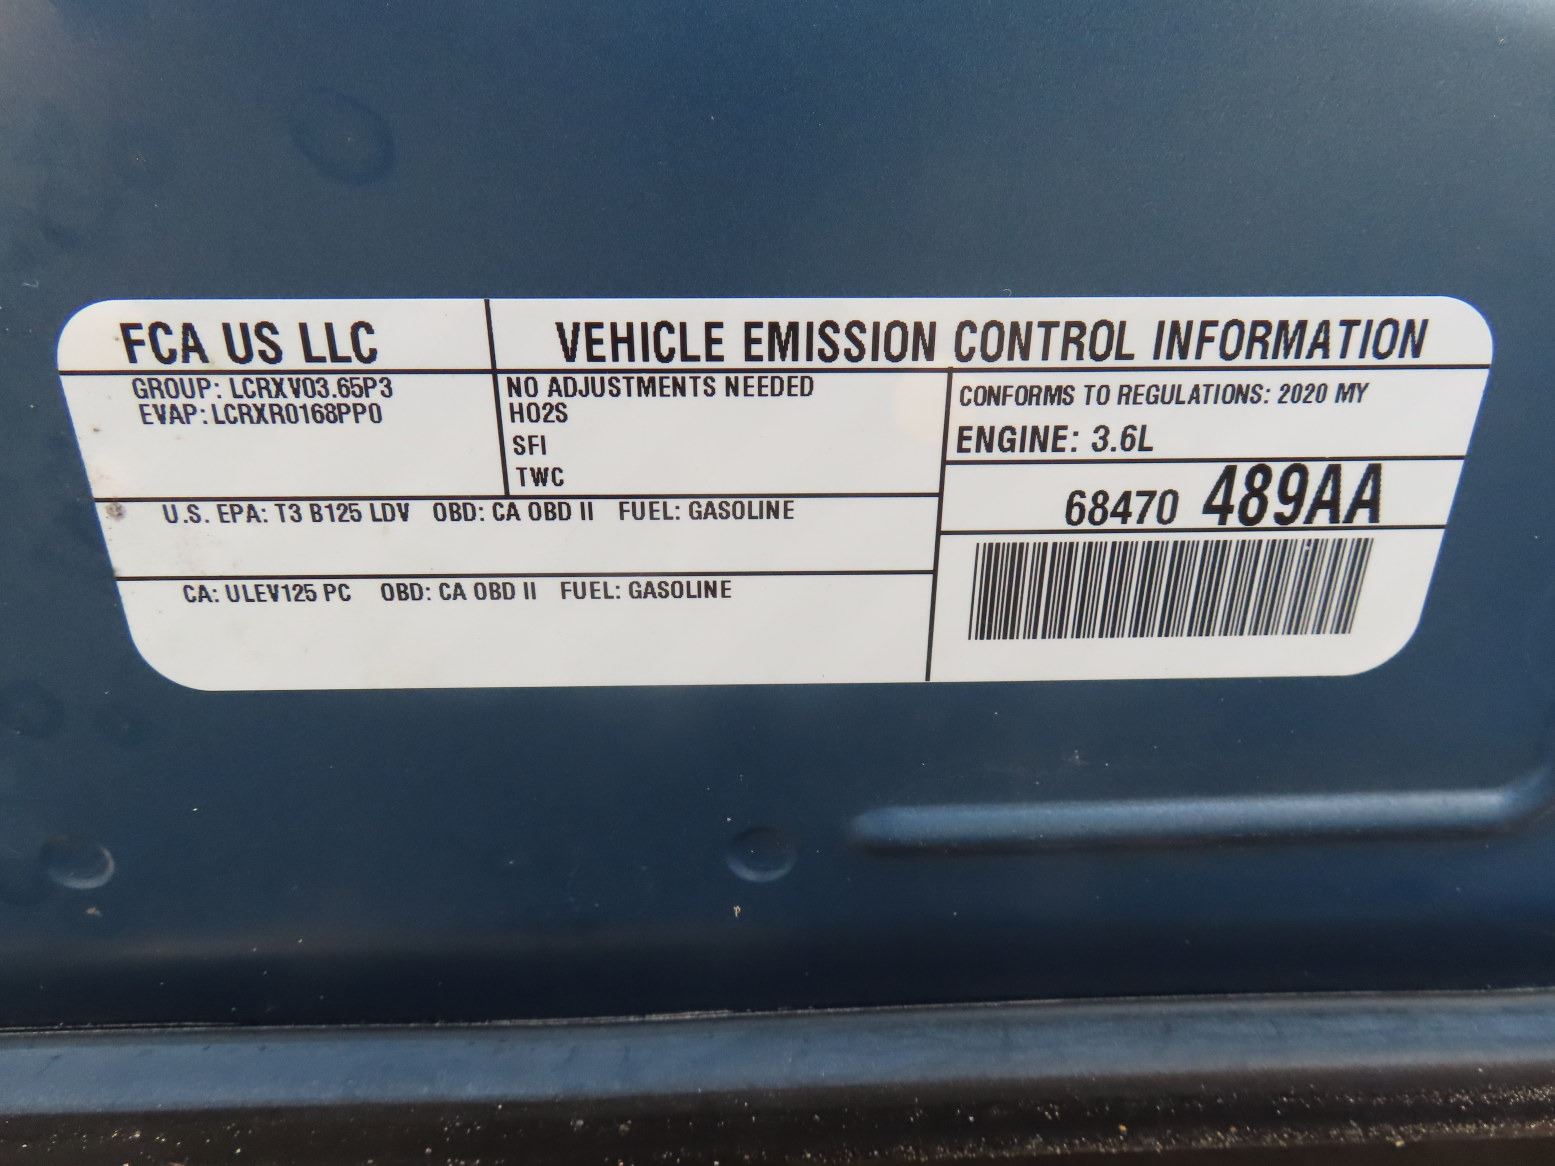 FCA US LLC
VEHICLE EMISSION CONTROL INFORMATION
GROUP: LCRXV03.65P3
EVAP: LCRXR0168PP0
NO ADJUSTMENTS NEEDED
HO2S
SFI
TWC
CONFORMS TO REGULATIONS: 2020 MY
ENGINE: 3.6L
68470 489AA
U.S. EPA: T3 B125 LDV OBD: CA OBD II FUEL: GASOLINE
CA: ULEV125 PC OBD: CA OBD II FUEL: GASOLINE